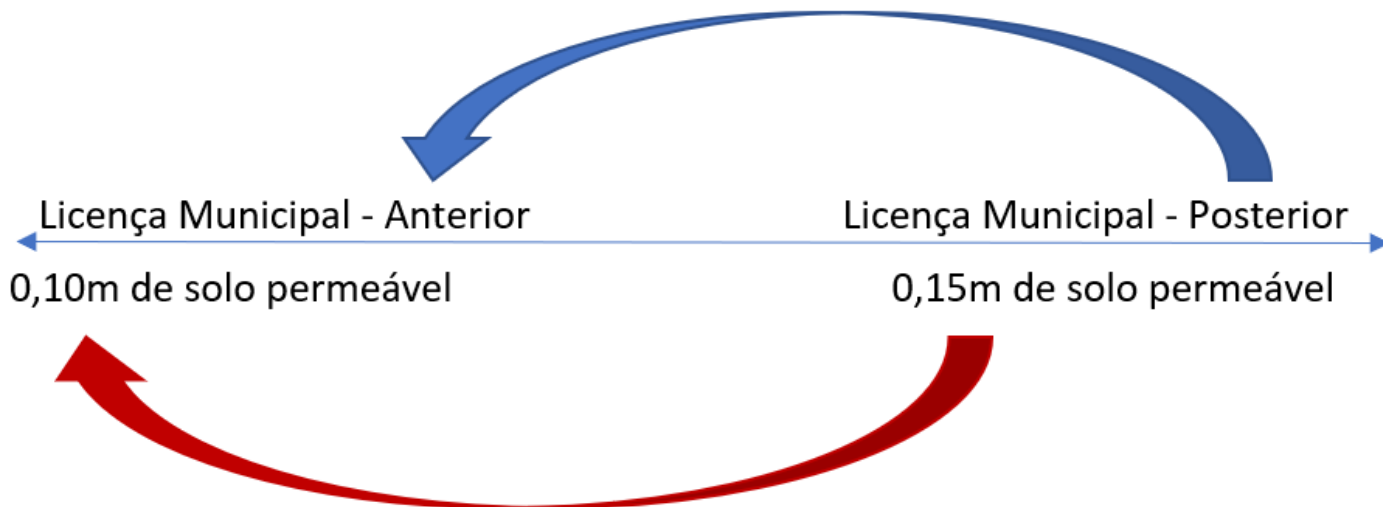 Licença Municipal - Anterior
Licença Municipal - Posterior
0,10m de solo permeável
0,15m de solo permeável